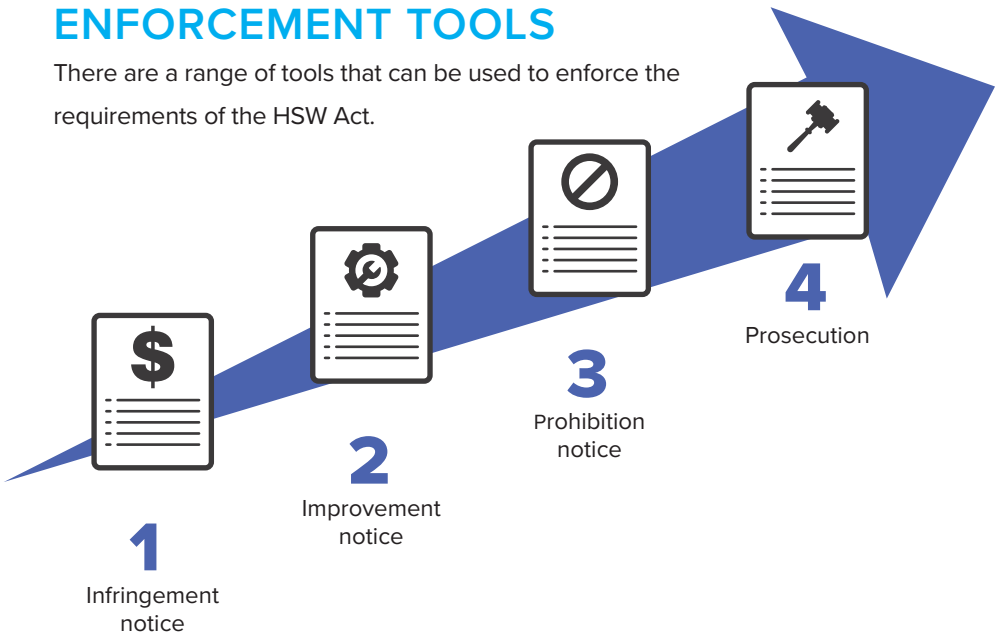 ENFORCEMENT TOOLS
There are a range of tools that can be used to enforce the
requirements of the HSW Act.
$
1
Infringement
notice
2
Improvement
notice
3
Prohibition
notice
4
Prosecution